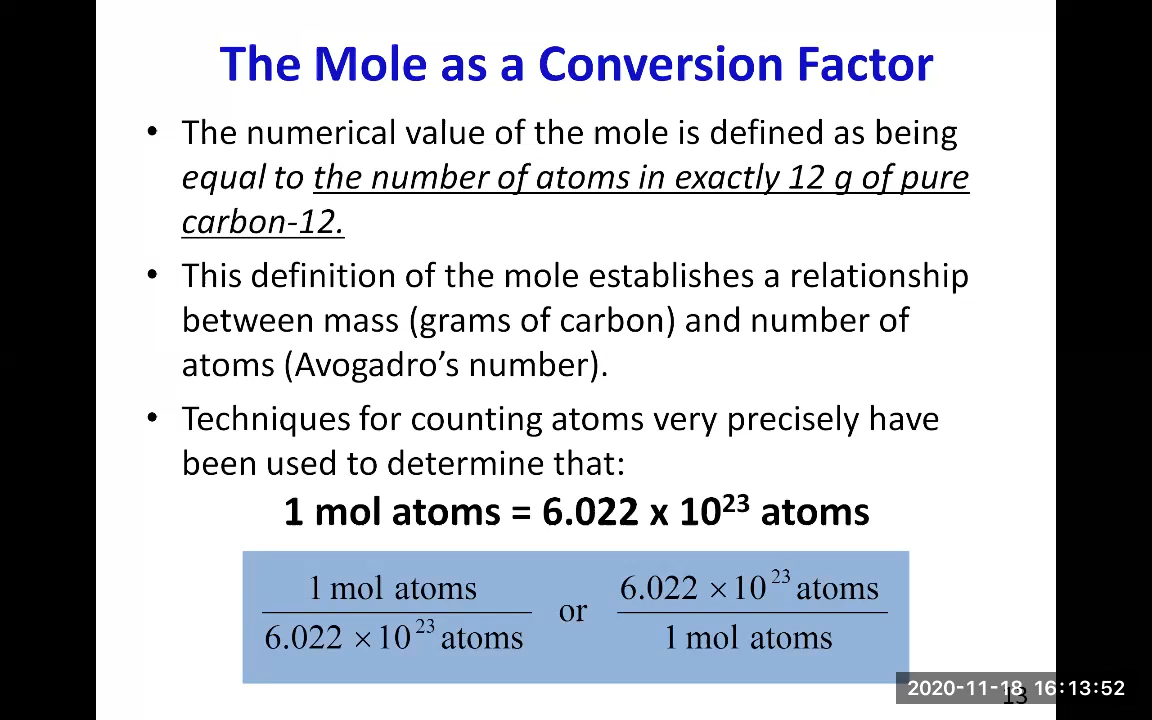 The Mole as a Conversion Factor
• The numerical value of the mole is defined as being
equal to the number of atoms in exactly 12 g of pure
carbon-12.
• This definition of the mole establishes a relationship
between mass (grams of carbon) and number of
atoms (Avogadro’s number).
• Techniques for counting atoms very precisely have
been used to determine that:
1 mol atoms = 6.022 x 10²³ atoms
1 mol atoms
6.022 × 10²³ atoms
or
6.022 × 10²³ atoms
1 mol atoms
2020-11-18 16:13:52
13